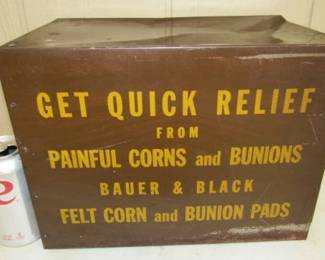 GET QUICK RELIEF
FROM
PAINFUL CORNS and BUNIONS
BAUER & BLACK
FELT CORN and BUNION PADS